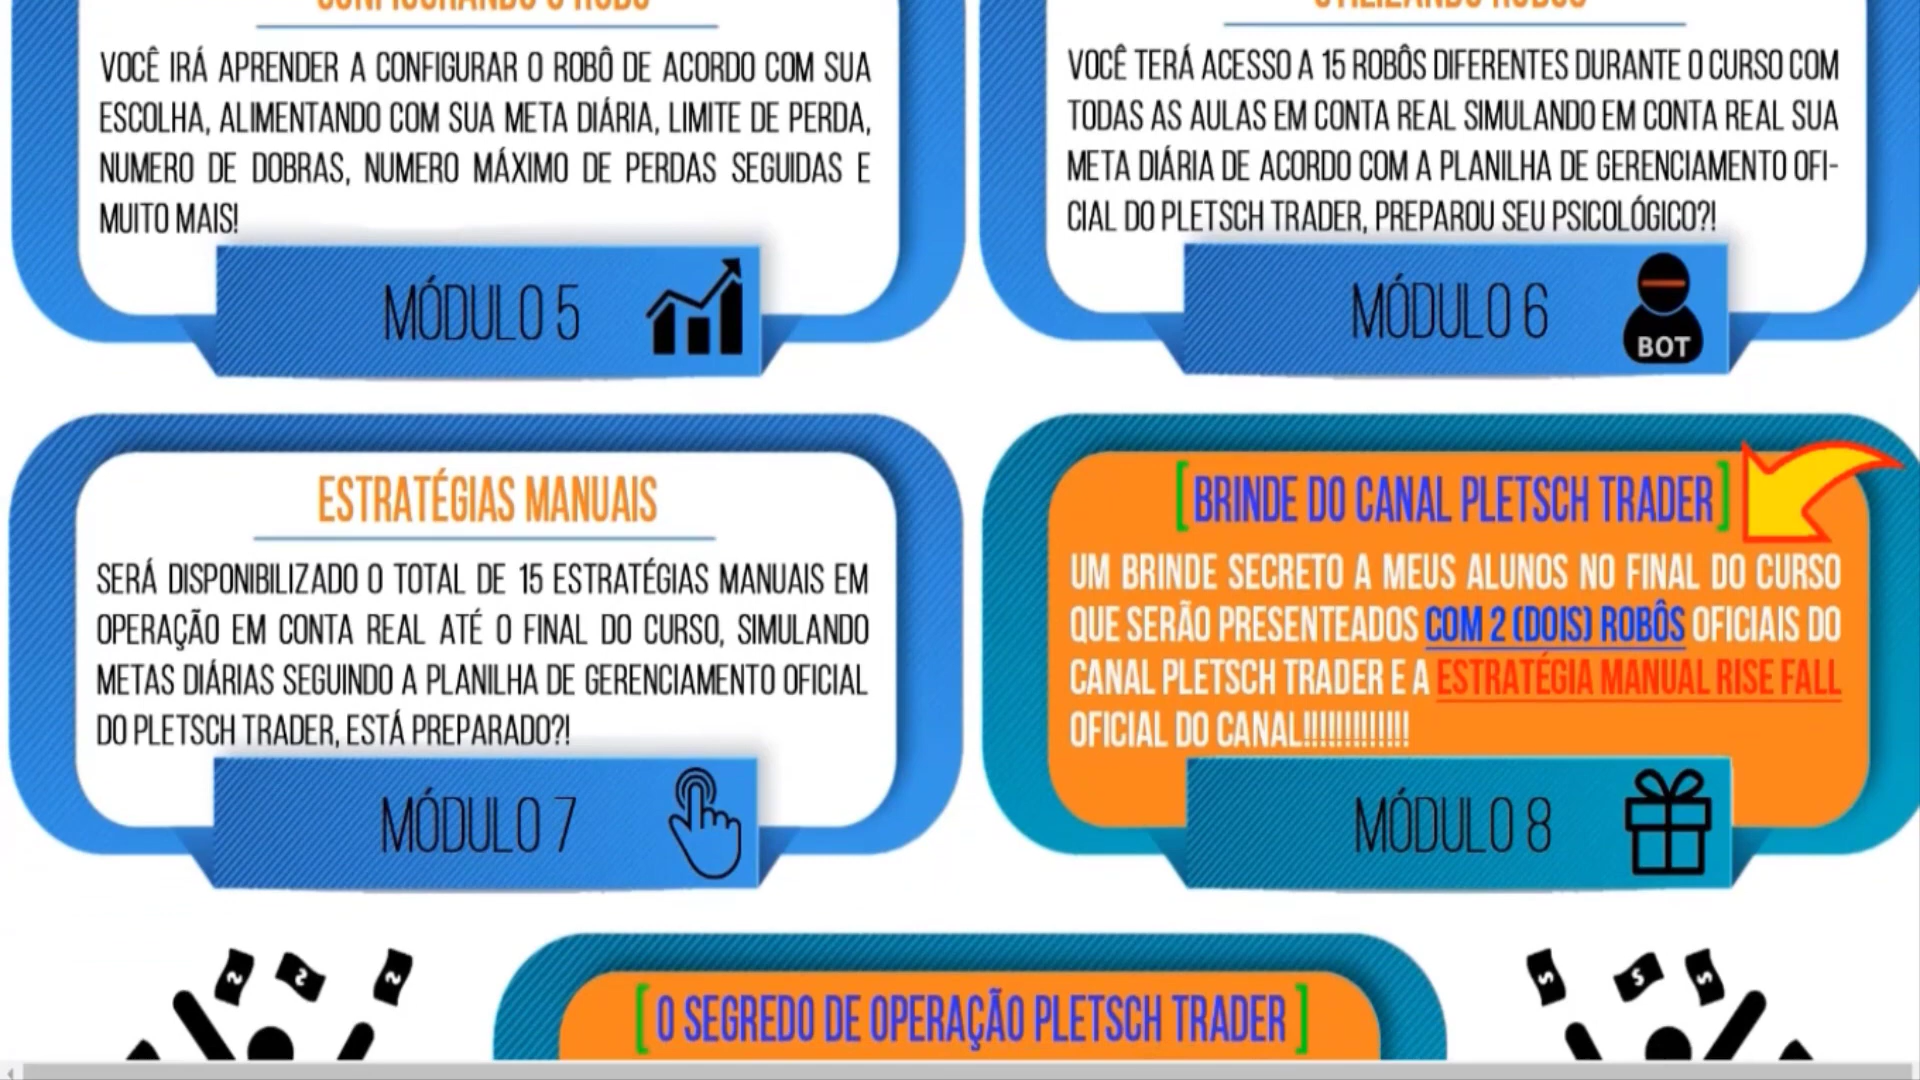 CONFIGURANDO O ROBÔ
VOCÊ IRÁ APRENDER A CONFIGURAR O ROBÔ DE ACORDO COM SUA
ESCOLHA, ALIMENTANDO COM SUA META DIÁRIA, LIMITE DE PERDA,
NUMERO DE DOBRAS, NUMERO MÁXIMO DE PERDAS SEGUIDAS E
MUITO MAIS!
MÓDULO 5
UTILIZANDO ROBÔS
VOCÊ TERÁ ACESSO A 15 ROBÔS DIFERENTES DURANTE O CURSO COM
TODAS AS AULAS EM CONTA REAL SIMULANDO EM CONTA REAL SUA
META DIÁRIA DE ACORDO COM A PLANILHA DE GERENCIAMENTO OFI-
CIAL DO PLETSCH TRADER, PREPAROU SEU PSICOLÓGICO?!
MÓDULO 6
BOT
ESTRATÉGIAS MANUAIS
SERÁ DISPONIBILIZADO O TOTAL DE 15 ESTRATÉGIAS MANUAIS EM
OPERAÇÃO EM CONTA REAL ATÉ O FINAL DO CURSO, SIMULANDO
METAS DIÁRIAS SEGUINDO A PLANILHA DE GERENCIAMENTO OFICIAL
DO PLETSCH TRADER, ESTÁ PREPARADO?!
MÓDULO 7
[BRINDE DO CANAL PLETSCH TRADER]
UM BRINDE SECRETO A MEUS ALUNOS NO FINAL DO CURSO
QUE SERÃO PRESENTEADOS COM 2 (DOIS) ROBÔS OFICIAIS DO
CANAL PLETSCH TRADER E A ESTRATÉGIA MANUAL RISE FALL
OFICIAL DO CANAL!!!!!!!!!!!!!
MÓDULO 8
[O SEGREDO DE OPERAÇÃO PLETSCH TRADER]